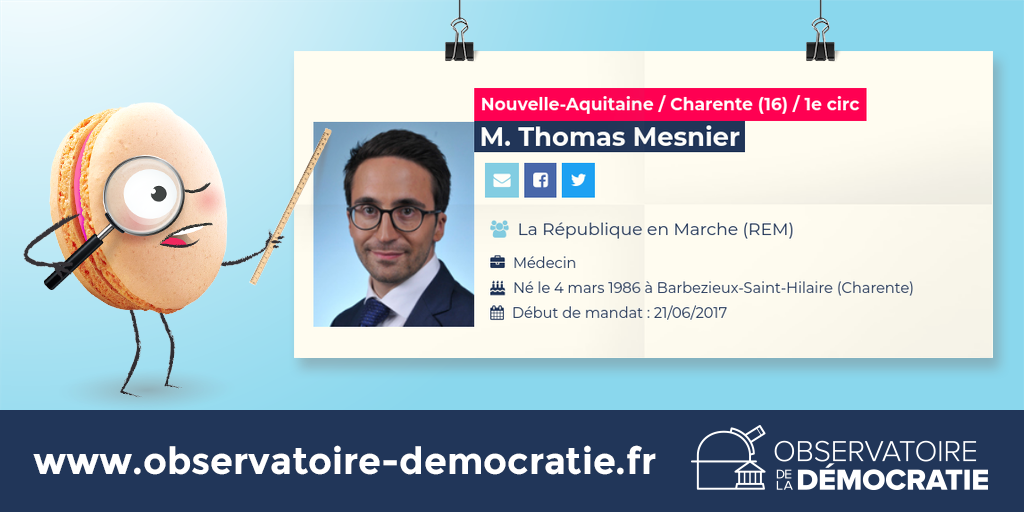 Nouvelle-Aquitaine / Charente (16) / 1e circ
M. Thomas Mesnier
La République en Marche (REM)
Médecin
Né le 4 mars 1986 à Barbezieux-Saint-Hilaire (Charente)
Début de mandat : 21/06/2017
www.observatoire-democratie.fr
OBSERVATOIRE
DE LA DÉMOCRATIE